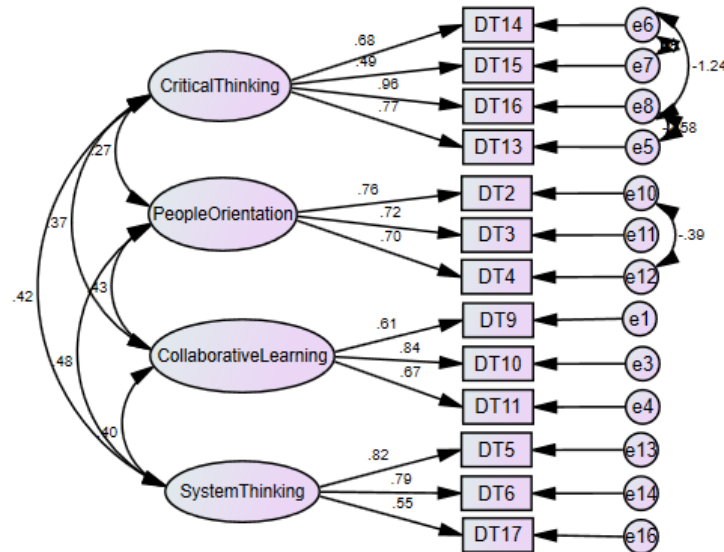 .68 DT14 e6
.49 DT15 e7 -1.24
CriticalThinking .96 DT16 e8
.77 DT13 e5 .58
.27
.37 .76 DT2 e10
PeopleOrientation .72 DT3 e11 -.39
.70 DT4 e12
.42 .43
.61 DT9 e1
.48 CollaborativeLearning .84 DT10 e3
.67 DT11 e4
.40 .82 DT5 e13
SystemThinking .79 DT6 e14
.55 DT17 e16